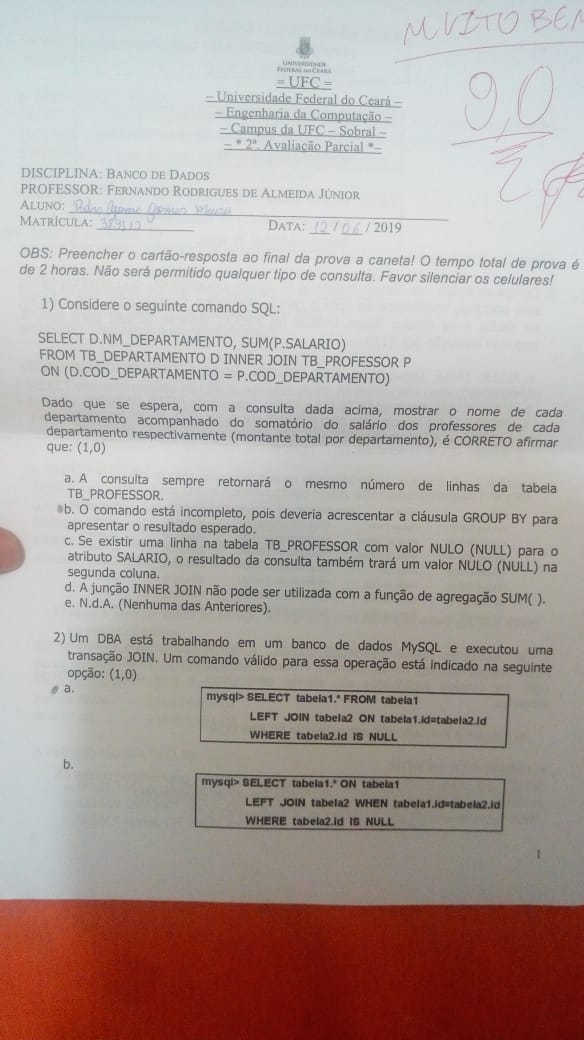 MUITO BEM
9,0
UNIVERSIDADE
FEDERAL DO CEARÁ
= UFC =
– Universidade Federal do Ceará –
– Engenharia da Computação –
– Campus da UFC – Sobral –
– * 2ª. Avaliação Parcial *–
DISCIPLINA: BANCO DE DADOS
PROFESSOR: FERNANDO RODRIGUES DE ALMEIDA JÚNIOR
ALUNO: Pedro
MATRÍCULA: DATA: 12 / 06 / 2019
OBS: Preencher o cartão-resposta ao final da prova a caneta! O tempo total de prova é
de 2 horas. Não será permitido qualquer tipo de consulta. Favor silenciar os celulares!
1) Considere o seguinte comando SQL:
SELECT D.NM_DEPARTAMENTO, SUM(P.SALARIO)
FROM TB_DEPARTAMENTO D INNER JOIN TB_PROFESSOR P
ON (D.COD_DEPARTAMENTO = P.COD_DEPARTAMENTO)
Dado que se espera, com a consulta dada acima, mostrar o nome de cada
departamento acompanhado do somatório do salário dos professores de cada
departamento respectivamente (montante total por departamento), é CORRETO afirmar
que: (1,0)
a. A consulta sempre retornará o mesmo número de linhas da tabela
TB_PROFESSOR.
b. O comando está incompleto, pois deveria acrescentar a cláusula GROUP BY para
apresentar o resultado esperado.
c. Se existir uma linha na tabela TB_PROFESSOR com valor NULO (NULL) para o
atributo SALARIO, o resultado da consulta também trará um valor NULO (NULL) na
segunda coluna.
d. A junção INNER JOIN não pode ser utilizada com a função de agregação SUM( ).
e. N.d.A. (Nenhuma das Anteriores).
2) Um DBA está trabalhando em um banco de dados MySQL e executou uma
transação JOIN. Um comando válido para essa operação está indicado na seguinte
opção: (1,0)
a.
mysql> SELECT tabela1.* FROM tabela1
LEFT JOIN tabela2 ON tabela1.id=tabela2.id
WHERE tabela2.id IS NULL
b.
mysql> SELECT tabela1.* ON tabela1
LEFT JOIN tabela2 WHEN tabela1.id=tabela2.id
WHERE tabela2.id IS NULL
1